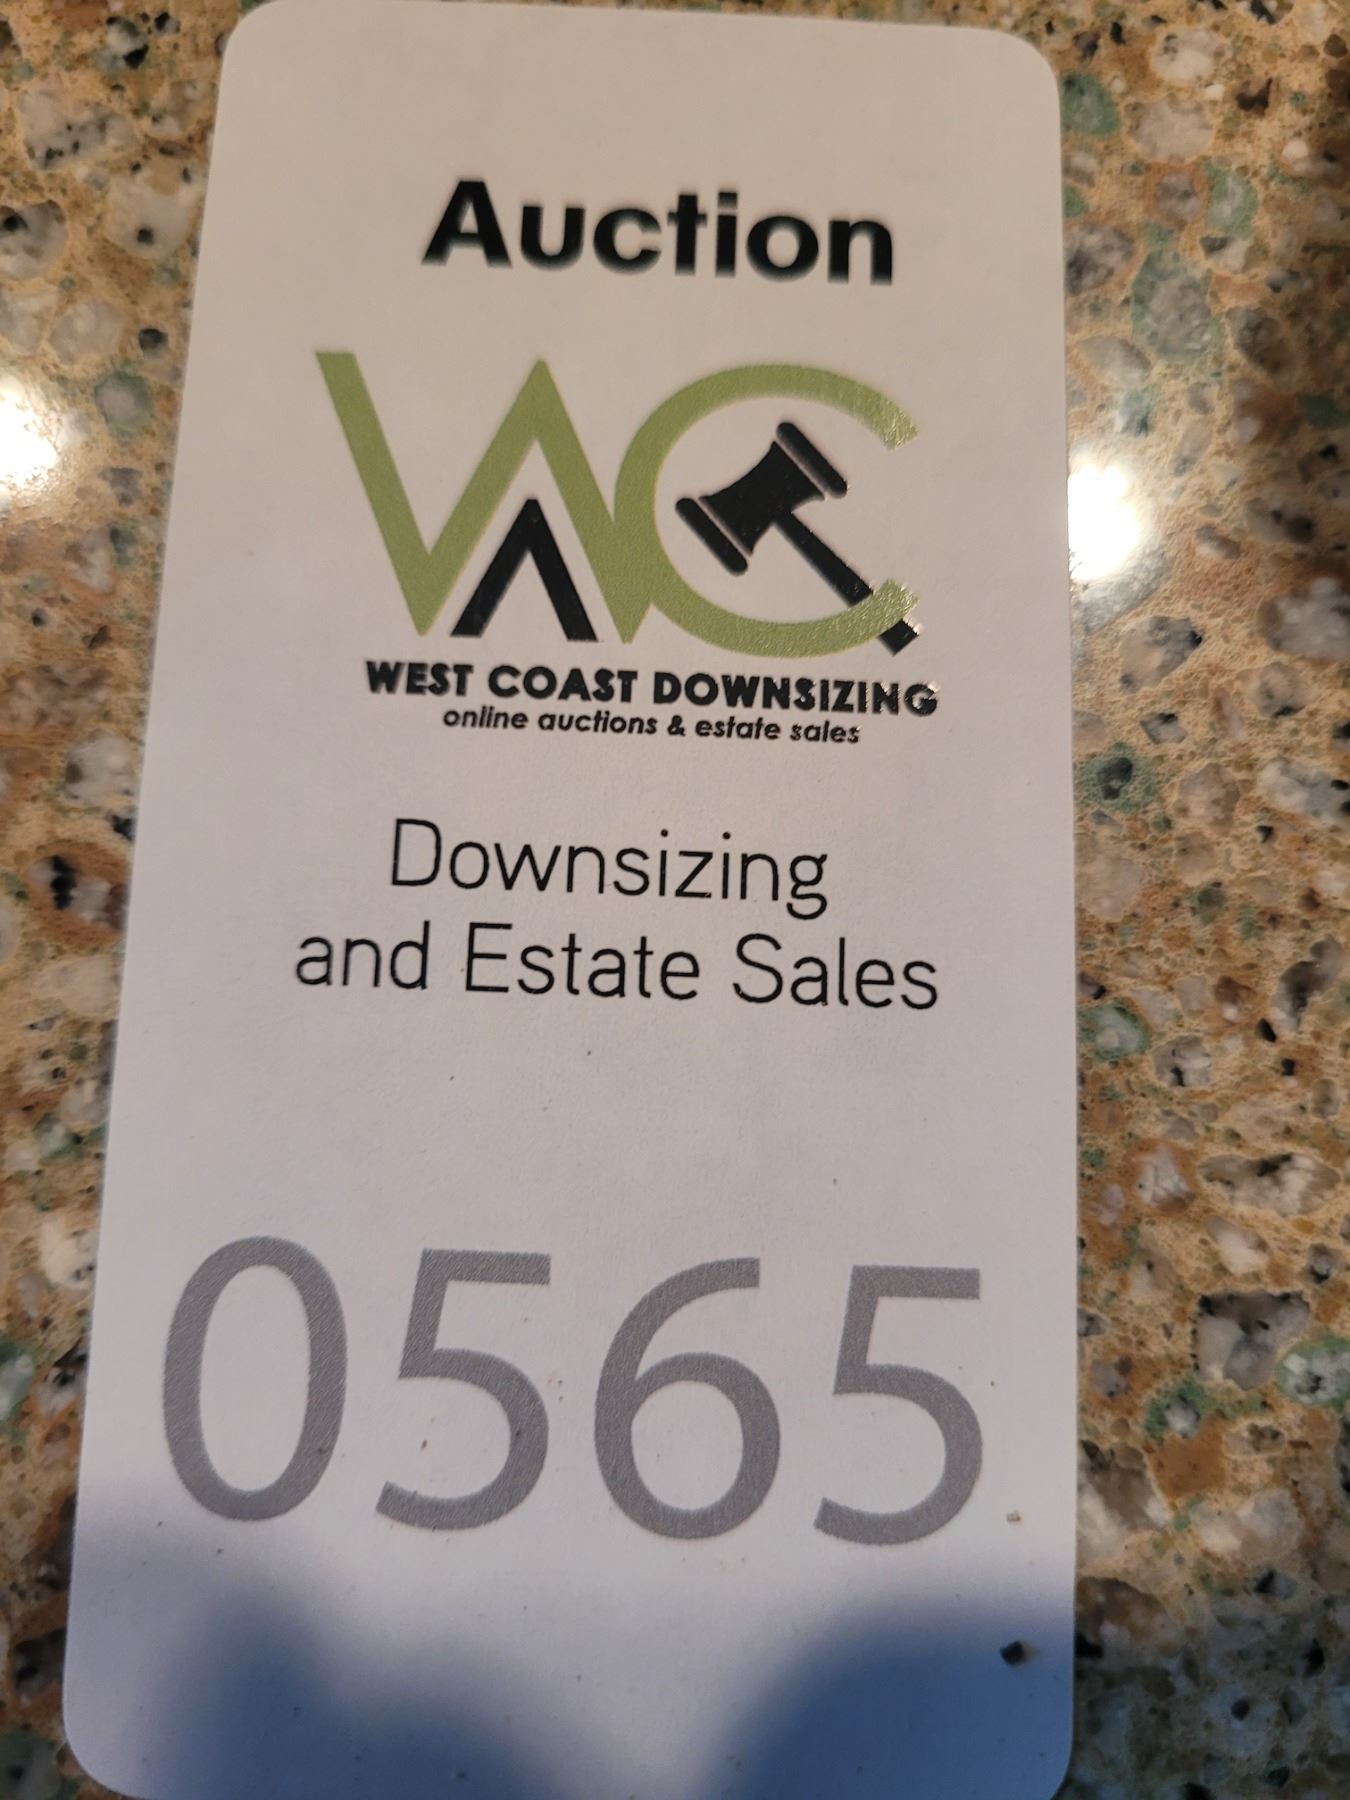 Auction
WC
WEST COAST DOWNSIZING
online auctions & estate sales
Downsizing
and Estate Sales
0565